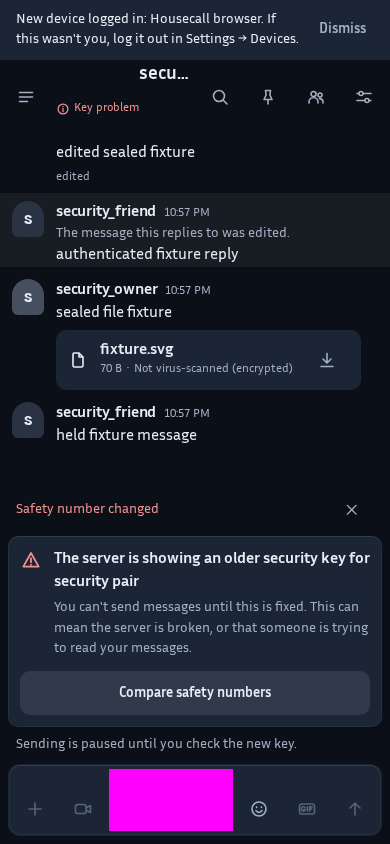 New device logged in: Housecall browser. If
this wasn't you, log it out in Settings → Devices.
Dismiss
secu...
Key problem
edited sealed fixture
edited
S
security_friend 10:57 PM
The message this replies to was edited.
authenticated fixture reply
S
security_owner 10:57 PM
sealed file fixture
fixture.svg
70 B · Not virus-scanned (encrypted)
S
security_friend 10:57 PM
held fixture message
Safety number changed
The server is showing an older security key for
security pair
You can't send messages until this is fixed. This can
mean the server is broken, or that someone is trying
to read your messages.
Compare safety numbers
Sending is paused until you check the new key.
GIF